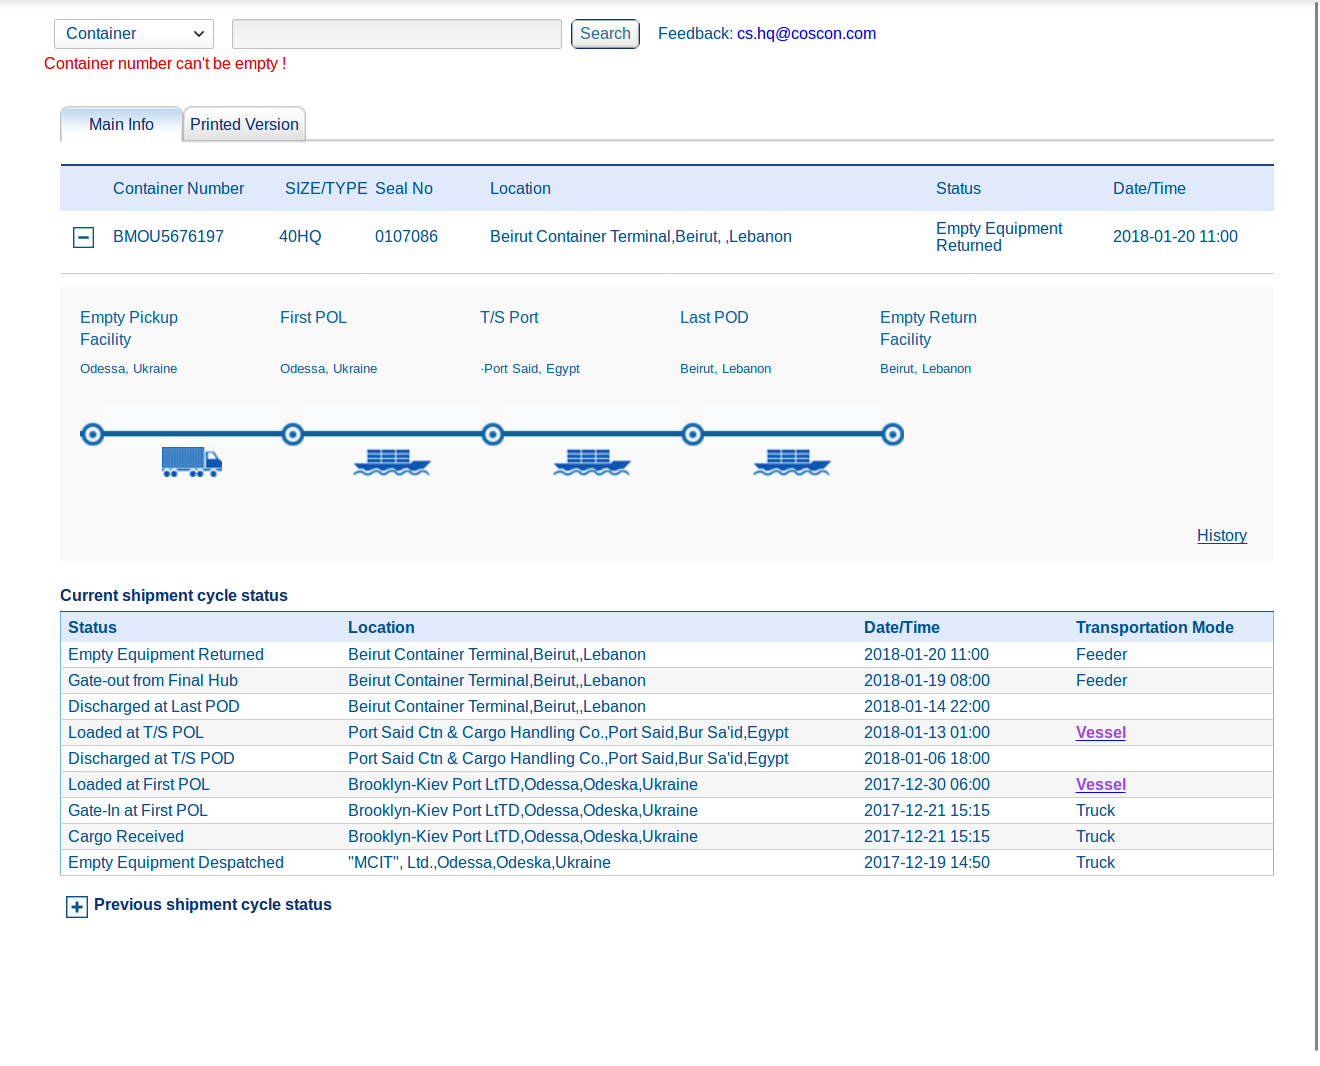 Container Search Feedback: cs.hq@coscon.com
Container number can't be empty !
Main Info Printed Version
Container Number SIZE/TYPE Seal No Location Status Date/Time
BMOU5676197 40HQ 0107086 Beirut Container Terminal,Beirut, ,Lebanon Empty Equipment Returned 2018-01-20 11:00
Empty Pickup Facility First POL T/S Port Last POD Empty Return Facility
Odessa, Ukraine Odessa, Ukraine ·Port Said, Egypt Beirut, Lebanon Beirut, Lebanon
History
Current shipment cycle status
Status Location Date/Time Transportation Mode
Empty Equipment Returned Beirut Container Terminal,Beirut,,Lebanon 2018-01-20 11:00 Feeder
Gate-out from Final Hub Beirut Container Terminal,Beirut,,Lebanon 2018-01-19 08:00 Feeder
Discharged at Last POD Beirut Container Terminal,Beirut,,Lebanon 2018-01-14 22:00
Loaded at T/S POL Port Said Ctn & Cargo Handling Co.,Port Said,Bur Sa'id,Egypt 2018-01-13 01:00 Vessel
Discharged at T/S POD Port Said Ctn & Cargo Handling Co.,Port Said,Bur Sa'id,Egypt 2018-01-06 18:00
Loaded at First POL Brooklyn-Kiev Port LtTD,Odessa,Odeska,Ukraine 2017-12-30 06:00 Vessel
Gate-In at First POL Brooklyn-Kiev Port LtTD,Odessa,Odeska,Ukraine 2017-12-21 15:15 Truck
Cargo Received Brooklyn-Kiev Port LtTD,Odessa,Odeska,Ukraine 2017-12-21 15:15 Truck
Empty Equipment Despatched "MCIT", Ltd.,Odessa,Odeska,Ukraine 2017-12-19 14:50 Truck
Previous shipment cycle status